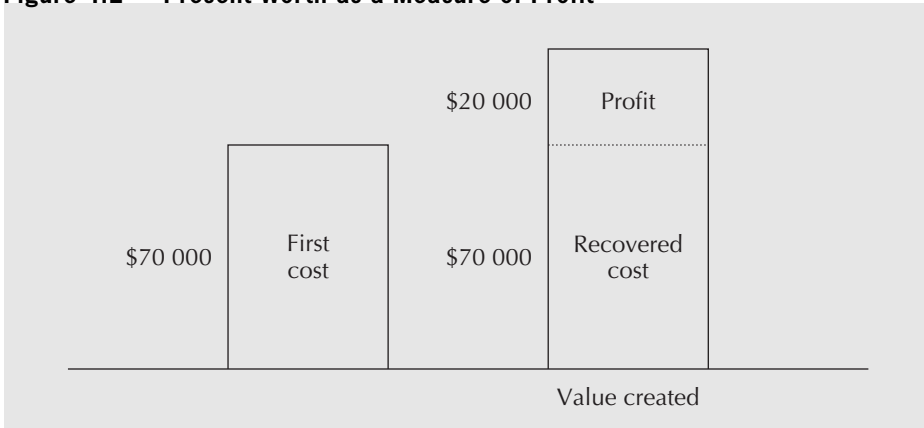 Figure 4.2 Present Worth as a Measure of Profit
$20 000 Profit
$70 000 First
cost
$70 000 Recovered
cost
Value created